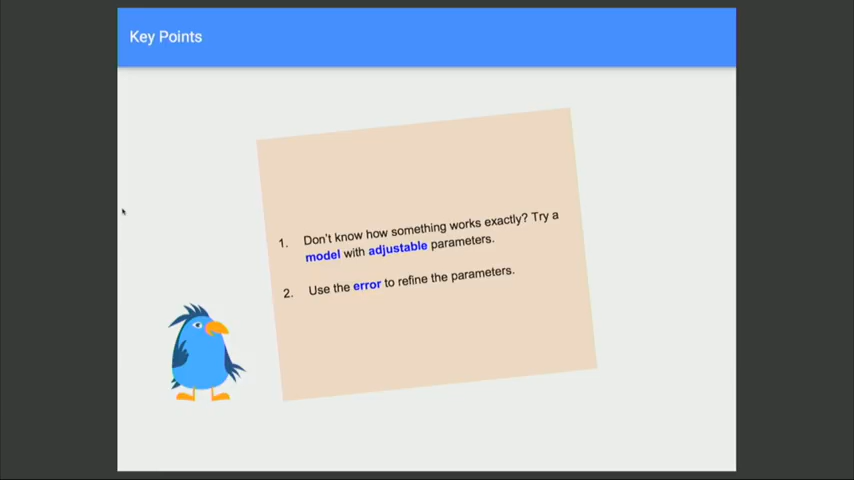 Key Points
1. Don't know how something works exactly? Try a
model with adjustable parameters.
2. Use the error to refine the parameters.